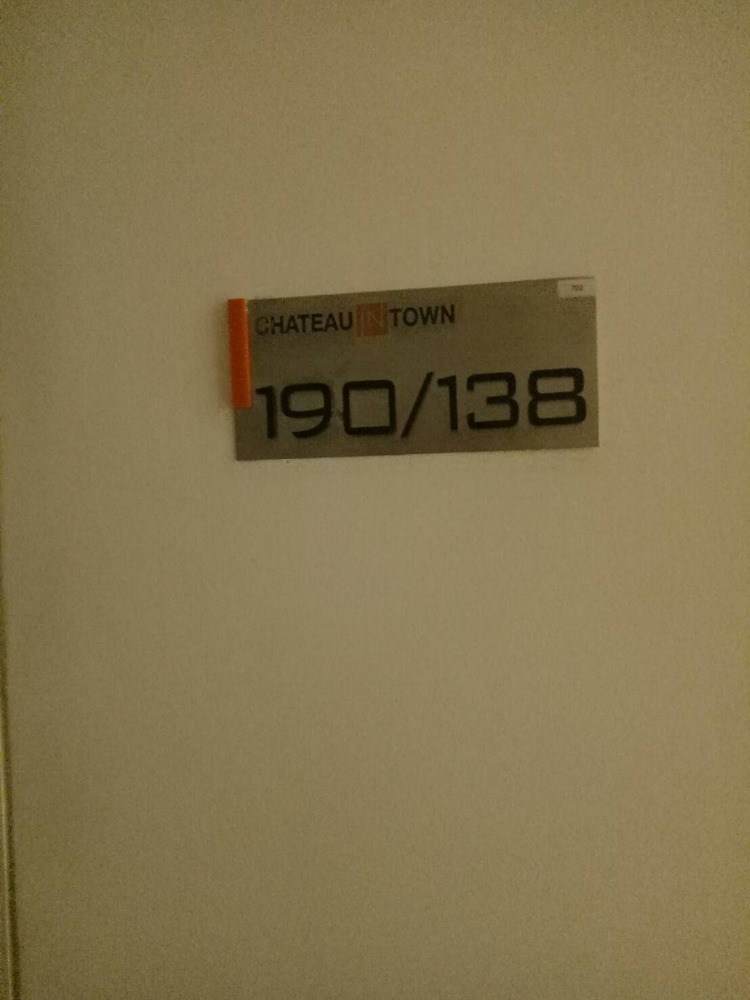 CHATEAU IN TOWN
190/138